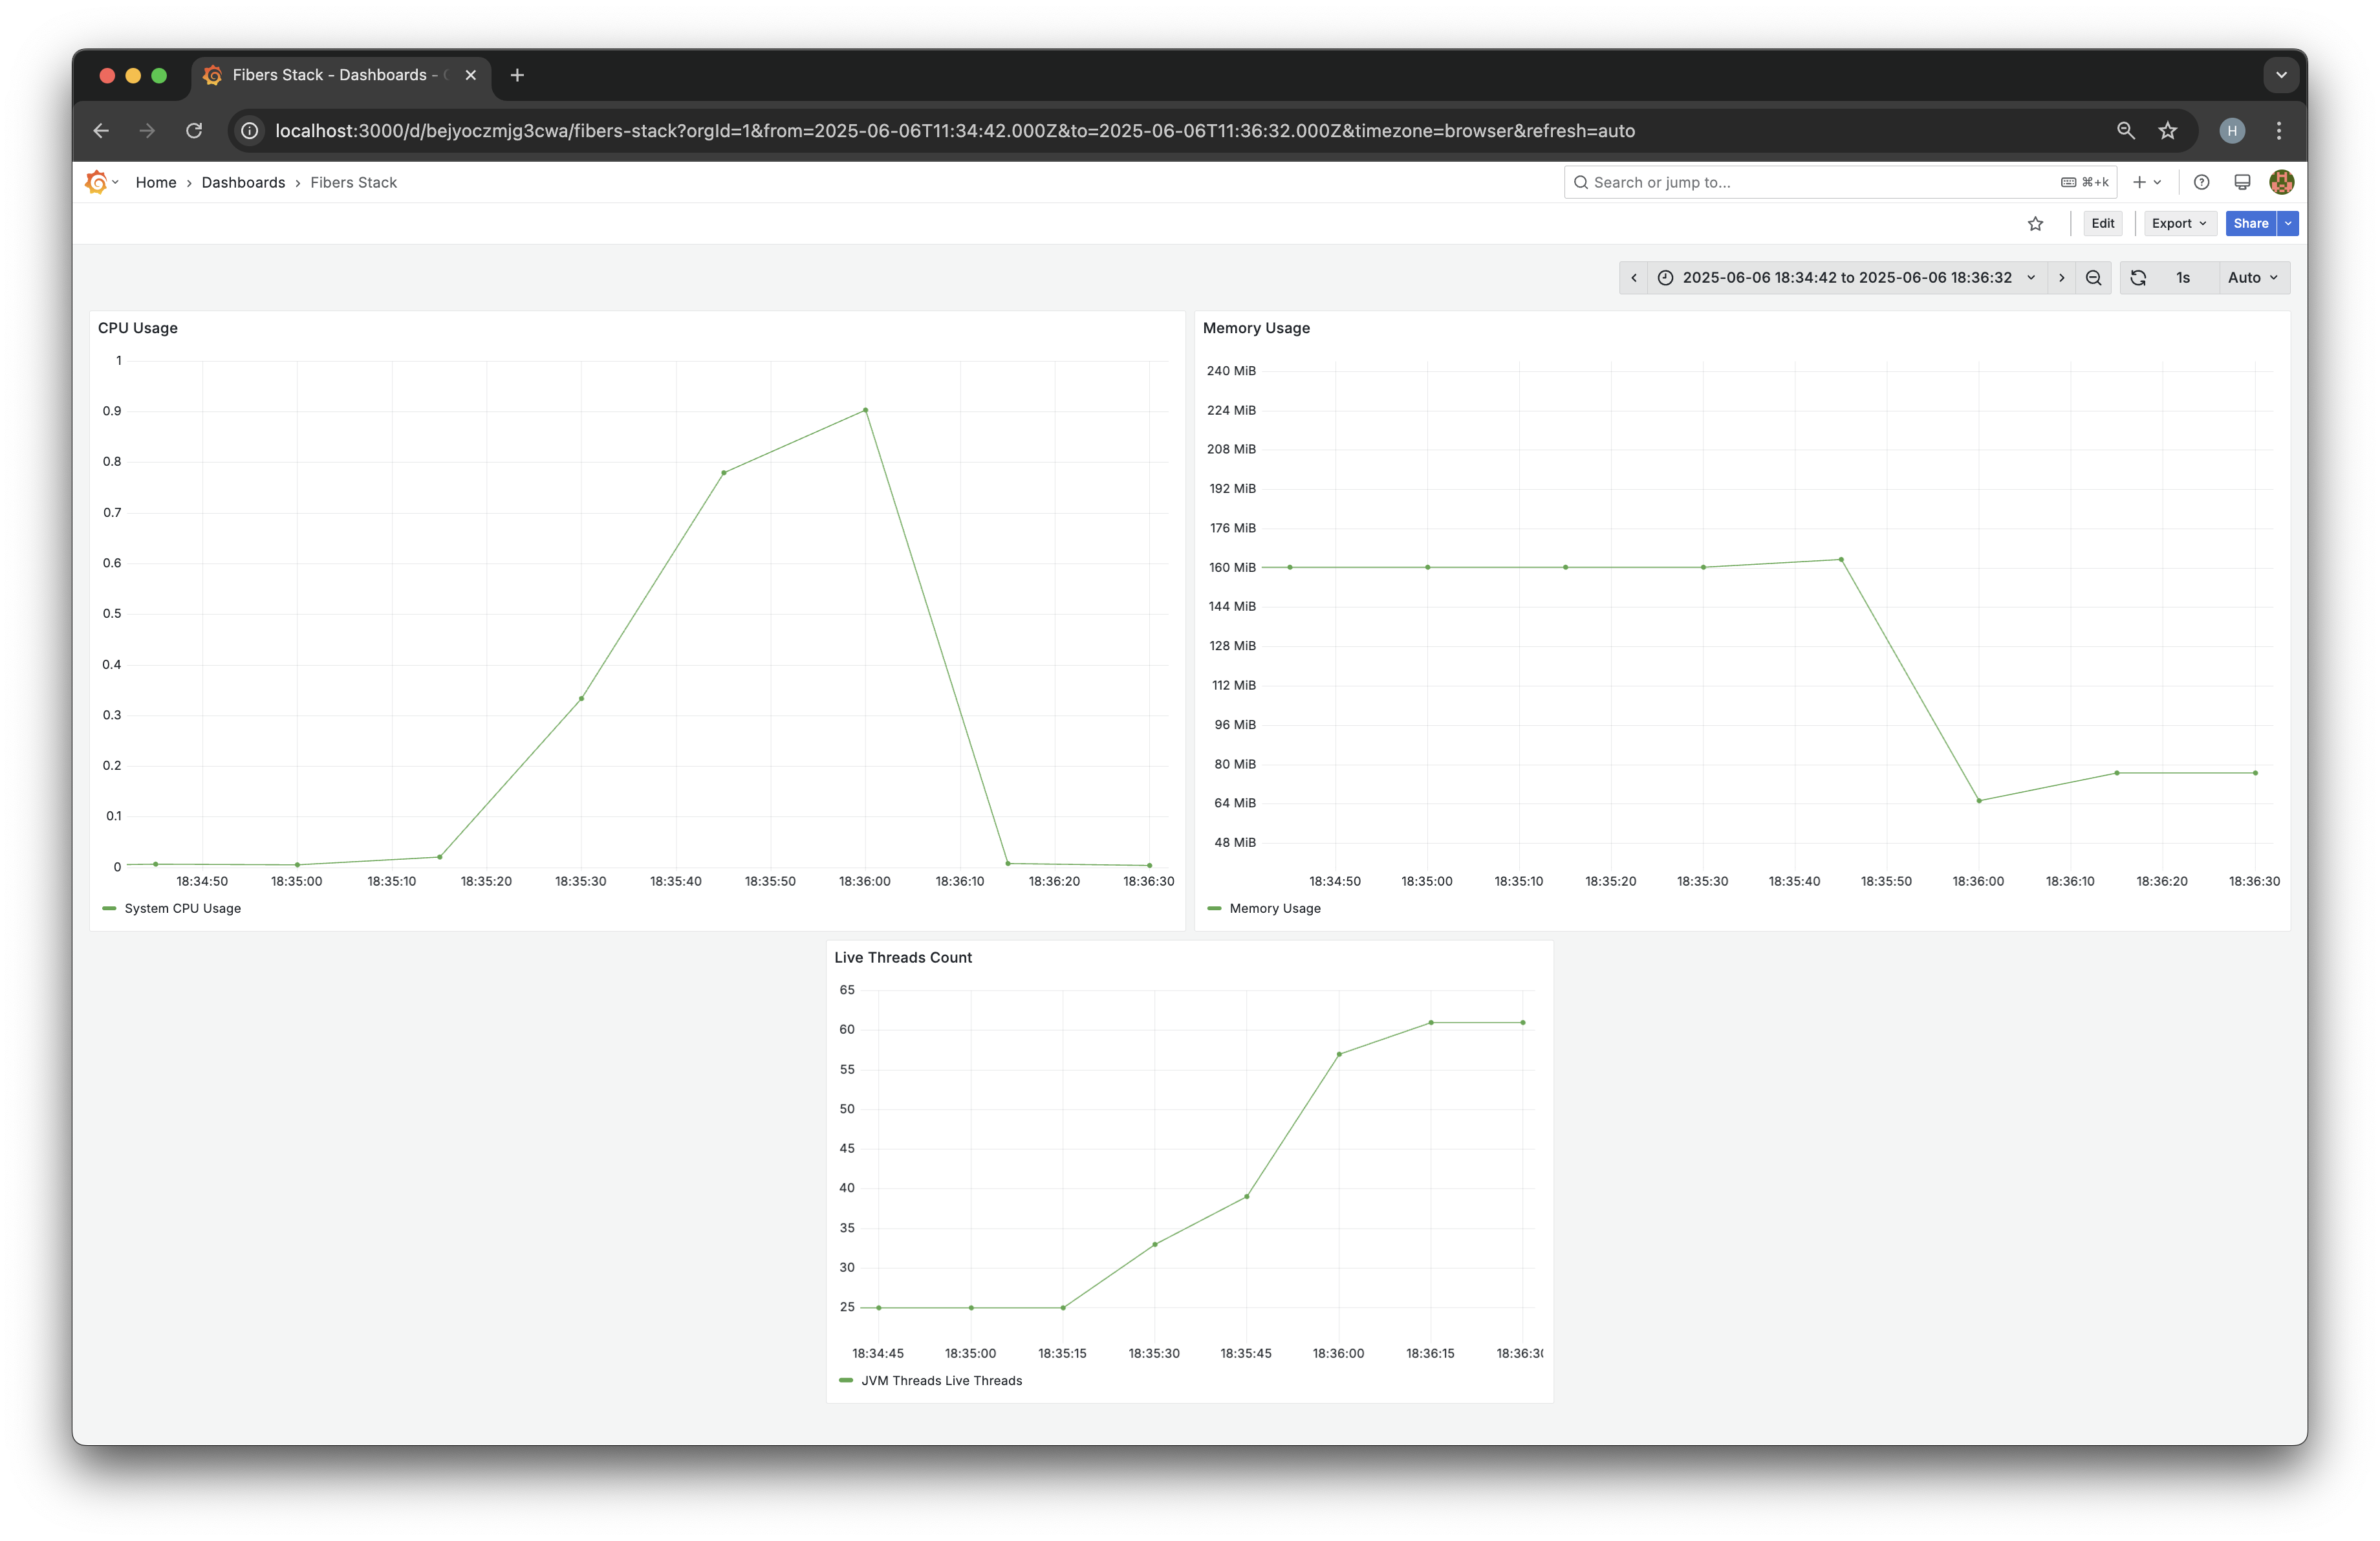 Fibers Stack - Dashboards -
localhost:3000/d/bejyoczmjg3cwa/fibers-stack?orgId=1&from=2025-06-06T11:34:42.000Z&to=2025-06-06T11:36:32.000Z&timezone=browser&refresh=auto
H
Home › Dashboards › Fibers Stack
Search or jump to...
⌘+k
Edit
Export
Share
2025-06-06 18:34:42 to 2025-06-06 18:36:32
1s
Auto
CPU Usage
1
0.9
0.8
0.7
0.6
0.5
0.4
0.3
0.2
0.1
0
18:34:50 18:35:00 18:35:10 18:35:20 18:35:30 18:35:40 18:35:50 18:36:00 18:36:10 18:36:20 18:36:30
System CPU Usage
Memory Usage
240 MiB
224 MiB
208 MiB
192 MiB
176 MiB
160 MiB
144 MiB
128 MiB
112 MiB
96 MiB
80 MiB
64 MiB
48 MiB
18:34:50 18:35:00 18:35:10 18:35:20 18:35:30 18:35:40 18:35:50 18:36:00 18:36:10 18:36:20 18:36:30
Memory Usage
Live Threads Count
65
60
55
50
45
40
35
30
25
18:34:45 18:35:00 18:35:15 18:35:30 18:35:45 18:36:00 18:36:15 18:36:30
JVM Threads Live Threads